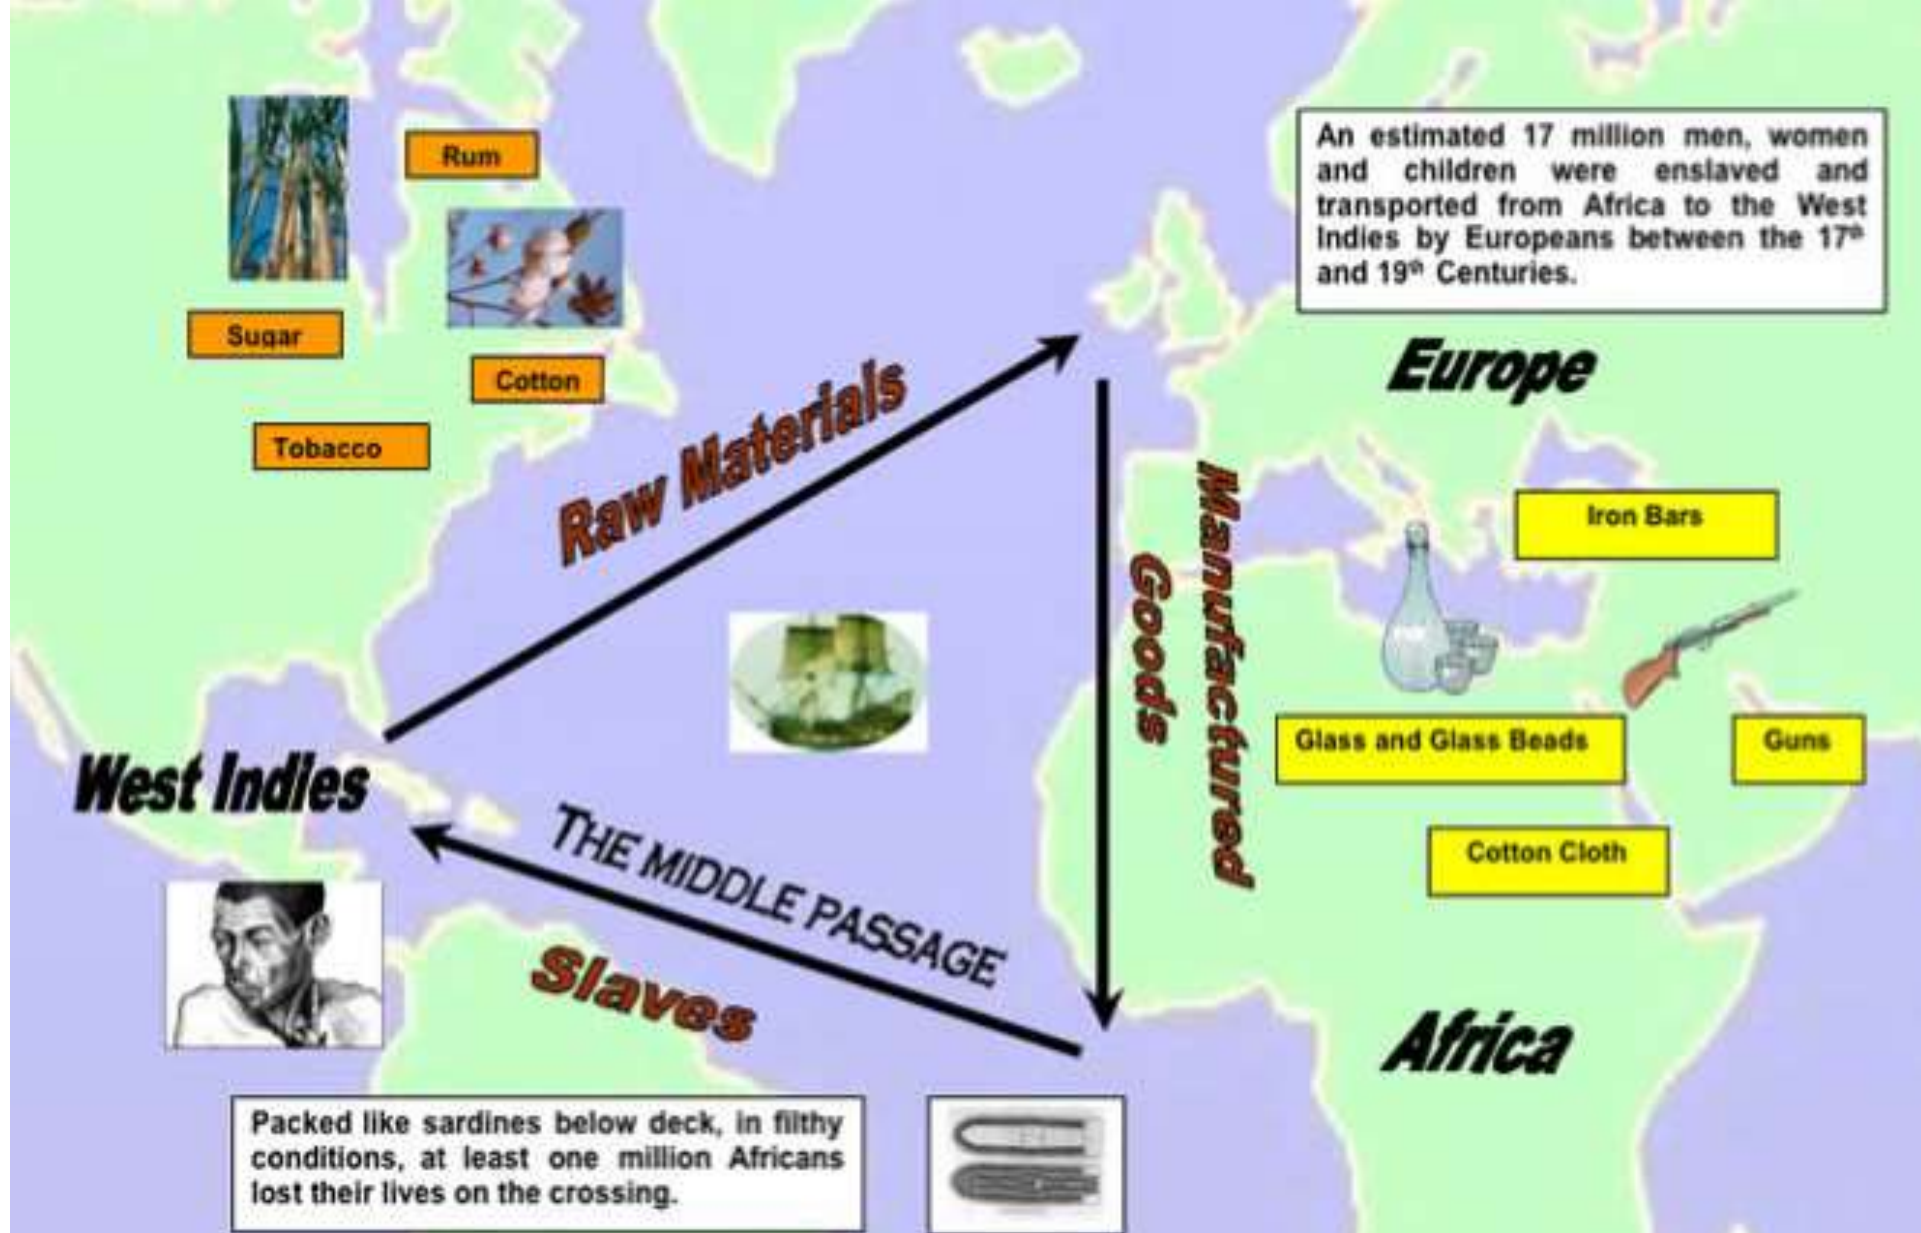 Rum
Sugar
Cotton
Tobacco
An estimated 17 million men, women
and children were enslaved and
transported from Africa to the West
Indies by Europeans between the 17th
and 19th Centuries.
Europe
Raw Materials
Manufactured
Goods
Iron Bars
Glass and Glass Beads
Guns
Cotton Cloth
West Indies
THE MIDDLE PASSAGE
Slaves
Africa
Packed like sardines below deck, in filthy
conditions, at least one million Africans
lost their lives on the crossing.